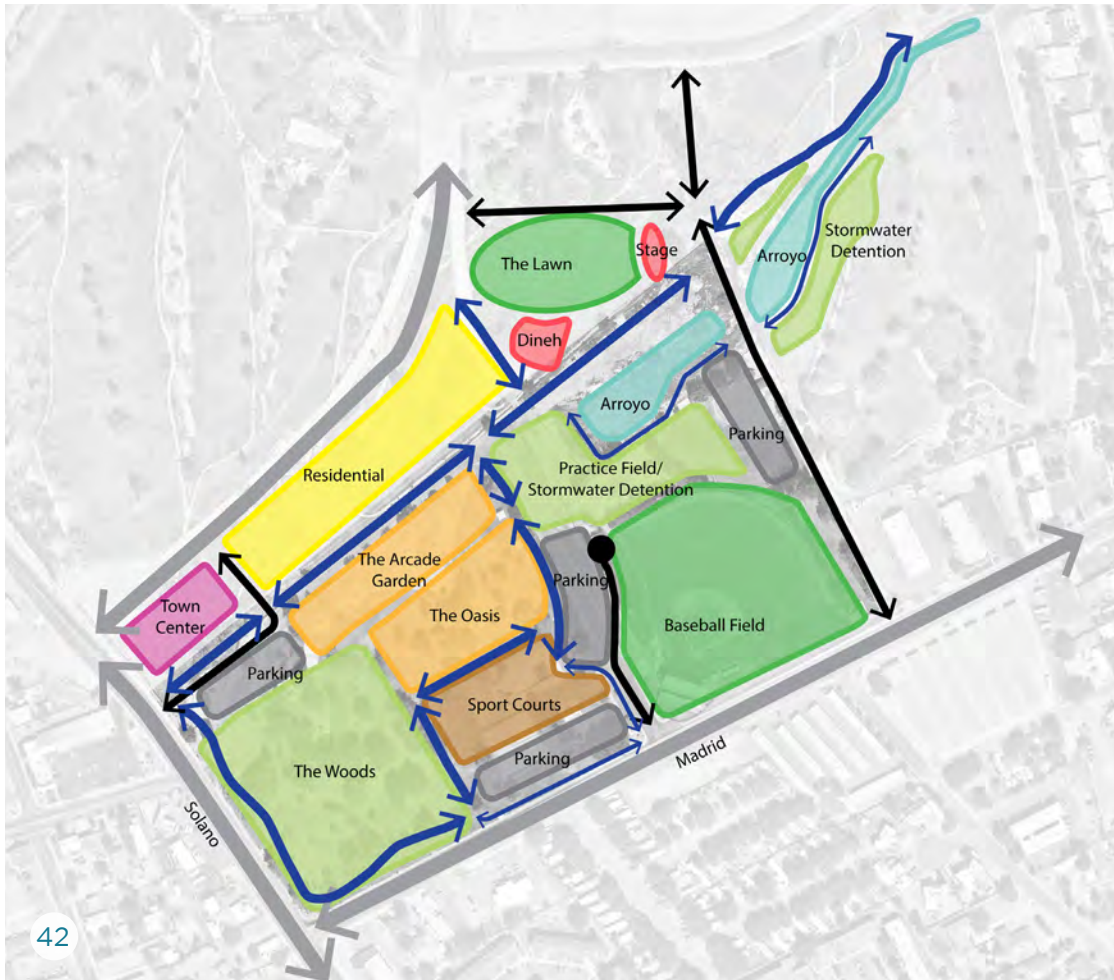 The Lawn
Stage
Arroyo
Stormwater
Detention
Dineh
Arroyo
Parking
Residential
Practice Field/
Stormwater Detention
The Arcade
Garden
Parking
The Oasis
Baseball Field
Town
Center
Parking
Sport Courts
Parking
Madrid
The Woods
Solano
42